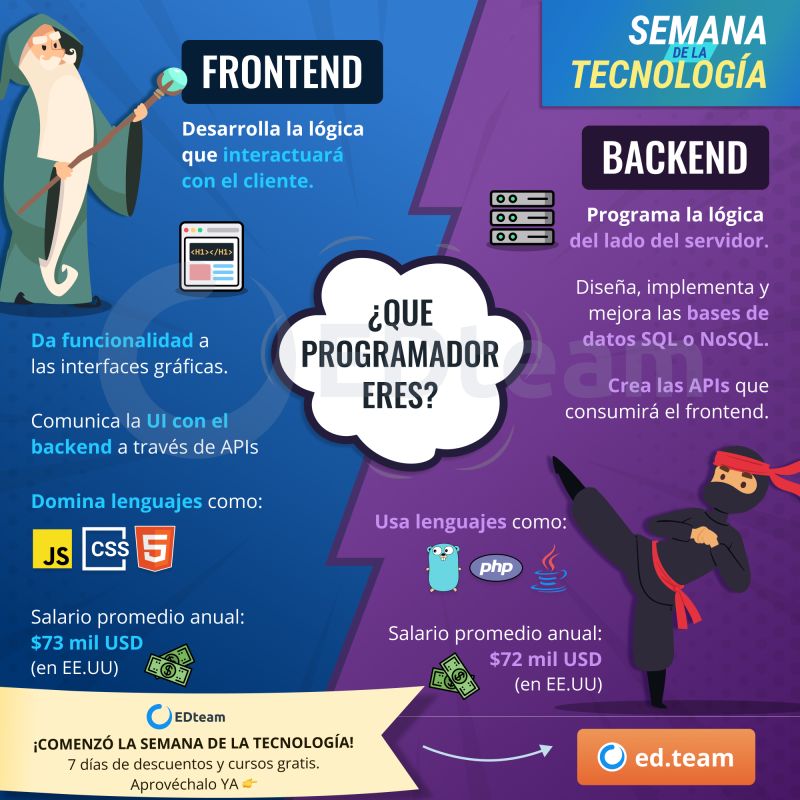 FRONTEND
Desarrolla la lógica
que interactuará
con el cliente.
<H1></H1>
Da funcionalidad a
las interfaces gráficas.
Comunica la UI con el
backend a través de APIs
Domina lenguajes como:
JS
CSS
5
Salario promedio anual:
$73 mil USD
(en EE.UU)
¿QUE
PROGRAMADOR
ERES?
EDteam
SEMANA
DE LA
TECNOLOGÍA
BACKEND
Programa la lógica
del lado del servidor.
Diseña, implementa y
mejora las bases de
datos SQL o NoSQL.
Crea las APIs que
consumirá el frontend.
Usa lenguajes como:
php
Salario promedio anual:
$72 mil USD
(en EE.UU)
EDteam
¡COMENZÓ LA SEMANA DE LA TECNOLOGÍA!
7 días de descuentos y cursos gratis.
Aprovéchalo YA 👉
ed.team